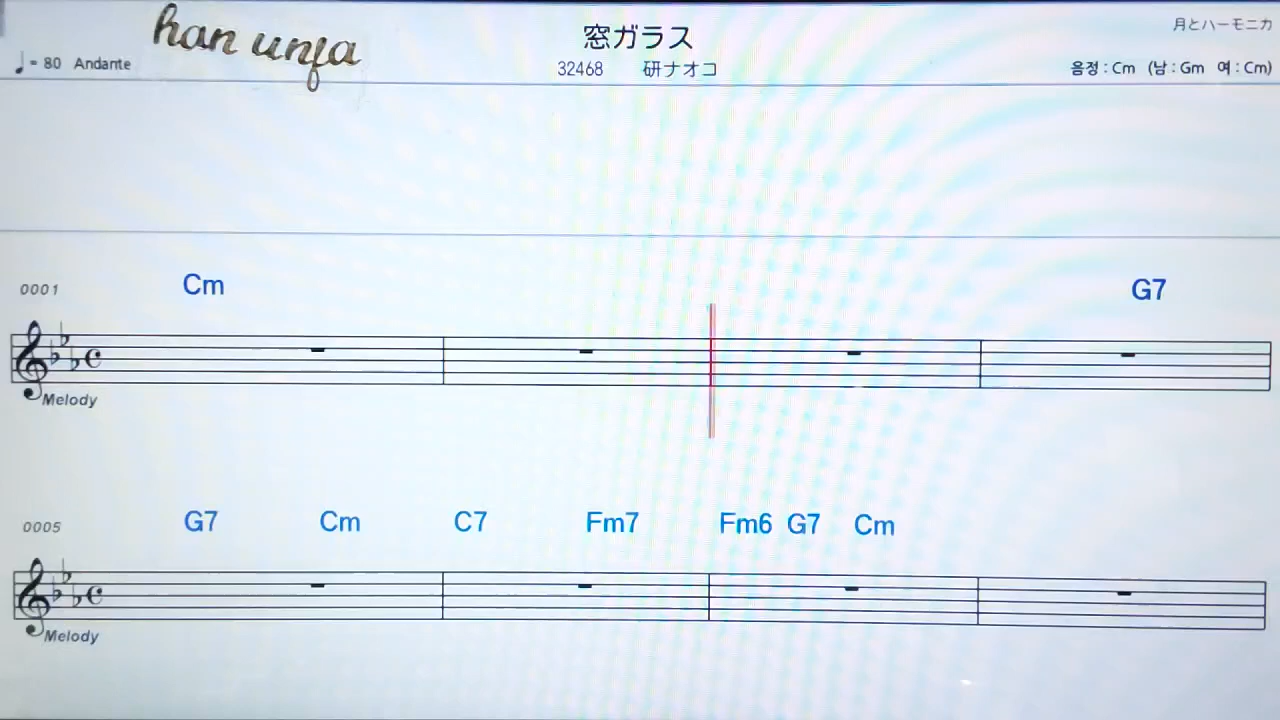 han unfa
窓ガラス
月とハーモニカ
♩= 80 Andante
32468 研ナオコ
음정 : Cm (남 : Gm 여 : Cm)
0001 Cm G7
Melody
0005 G7 Cm C7 Fm7 Fm6 G7 Cm
Melody